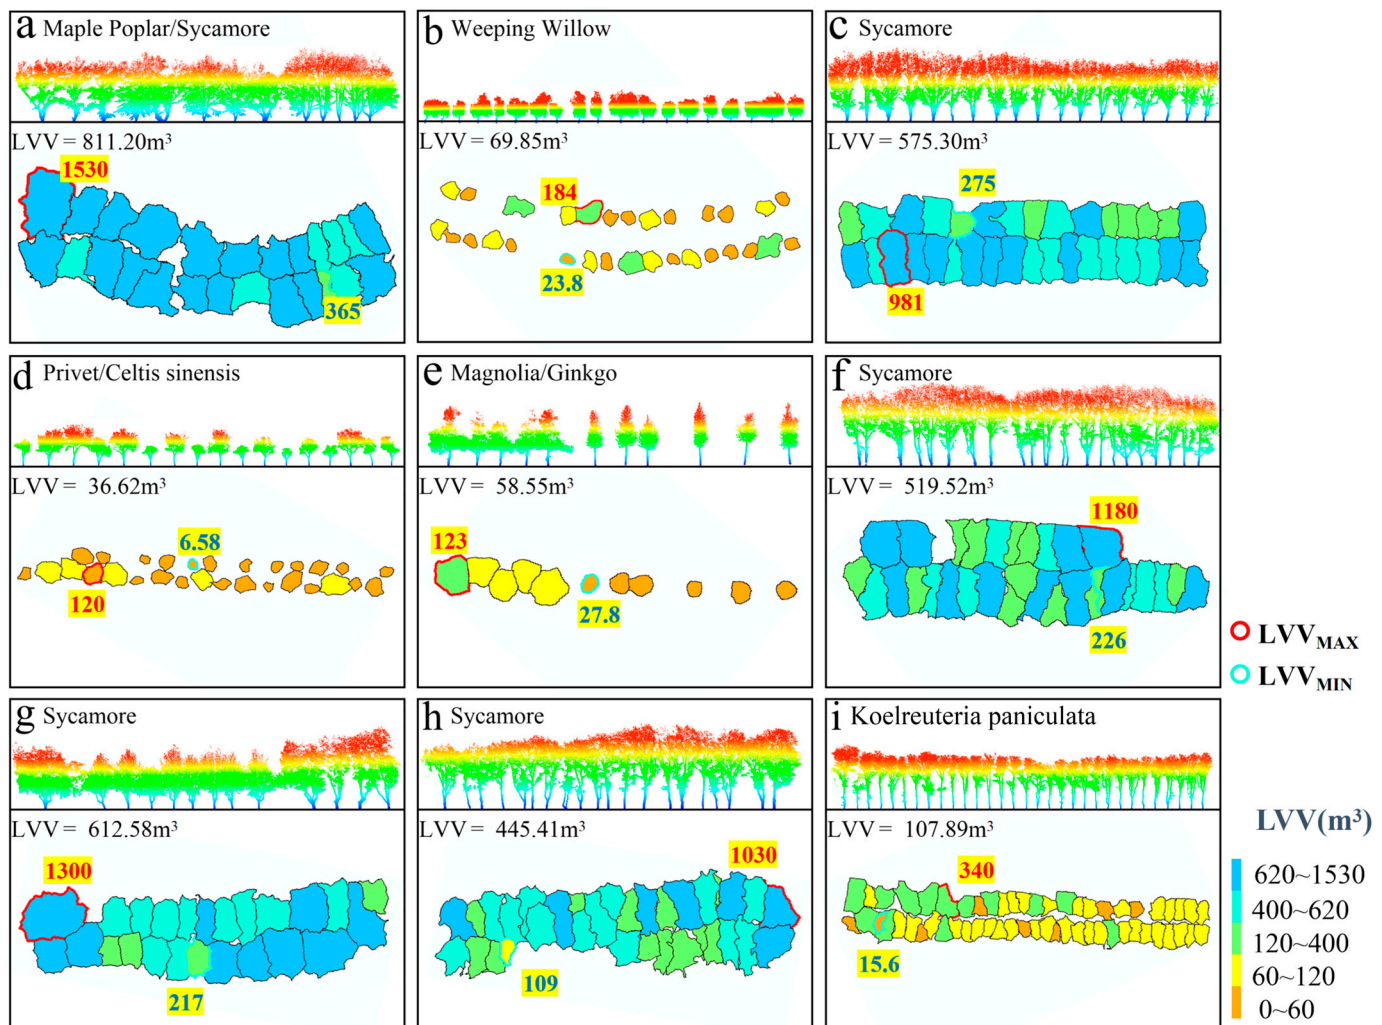 a Maple Poplar/Sycamore
LVV = 811.20m³
1530
365
b Weeping Willow
LVV = 69.85m³
184
23.8
c Sycamore
LVV = 575.30m³
275
981
d Privet/Celtis sinensis
LVV = 36.62m³
6.58
120
e Magnolia/Ginkgo
LVV = 58.55m³
123
27.8
f Sycamore
LVV = 519.52m³
1180
226
LVV_MAX
LVV_MIN
g Sycamore
LVV = 612.58m³
1300
217
h Sycamore
LVV = 445.41m³
1030
109
i Koelreuteria paniculata
LVV = 107.89m³
340
15.6
LVV(m³)
620~1530
400~620
120~400
60~120
0~60